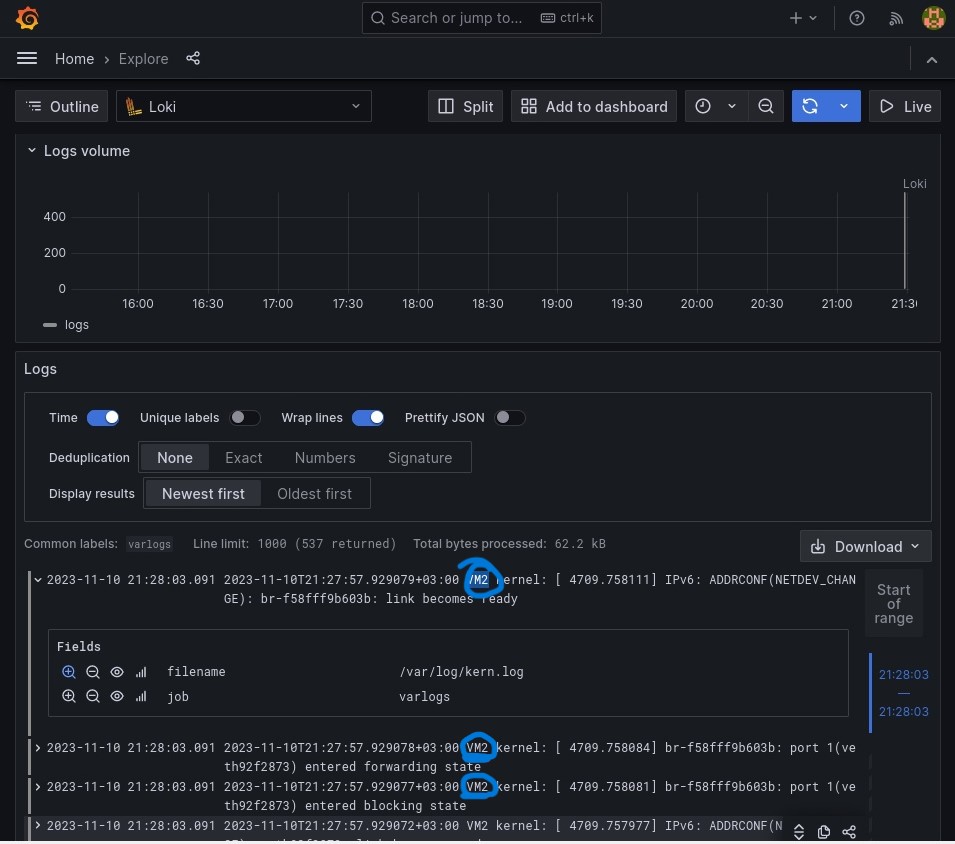 Search or jump to... ctrl+k
Home › Explore
Outline Loki Split Add to dashboard Live
Logs volume
Loki
400
200
0
16:00 16:30 17:00 17:30 18:00 18:30 19:00 19:30 20:00 20:30 21:00 21:30
logs
Logs
Time Unique labels Wrap lines Prettify JSON
Deduplication None Exact Numbers Signature
Display results Newest first Oldest first
Common labels: varlogs Line limit: 1000 (537 returned) Total bytes processed: 62.2 kB Download
2023-11-10 21:28:03.091 2023-11-10T21:27:57.929079+03:00 VM2 kernel: [ 4709.758111] IPv6: ADDRCONF(NETDEV_CHAN
GE): br-f58fff9b603b: link becomes ready
Start
of
range
Fields
filename /var/log/kern.log
job varlogs
21:28:03
—
21:28:03
2023-11-10 21:28:03.091 2023-11-10T21:27:57.929078+03:00 VM2 kernel: [ 4709.758084] br-f58fff9b603b: port 1(ve
th92f2873) entered forwarding state
2023-11-10 21:28:03.091 2023-11-10T21:27:57.929077+03:00 VM2 kernel: [ 4709.758081] br-f58fff9b603b: port 1(ve
th92f2873) entered blocking state
2023-11-10 21:28:03.091 2023-11-10T21:27:57.929072+03:00 VM2 kernel: [ 4709.757977] IPv6: ADDRCONF(N